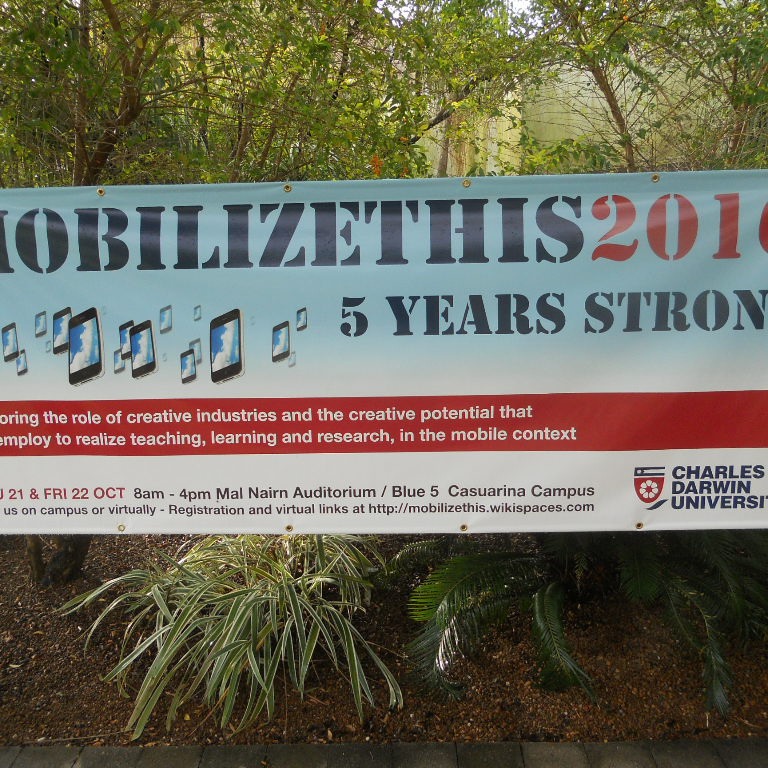 MOBILIZETHIS2010
5 YEARS STRON
oring the role of creative industries and the creative potential that
employ to realize teaching, learning and research, in the mobile context
U 21 & FRI 22 OCT 8am - 4pm Mal Nairn Auditorium / Blue 5 Casuarina Campus
us on campus or virtually - Registration and virtual links at http://mobilizethis.wikispaces.com
CHARLES
DARWIN
UNIVERSIT